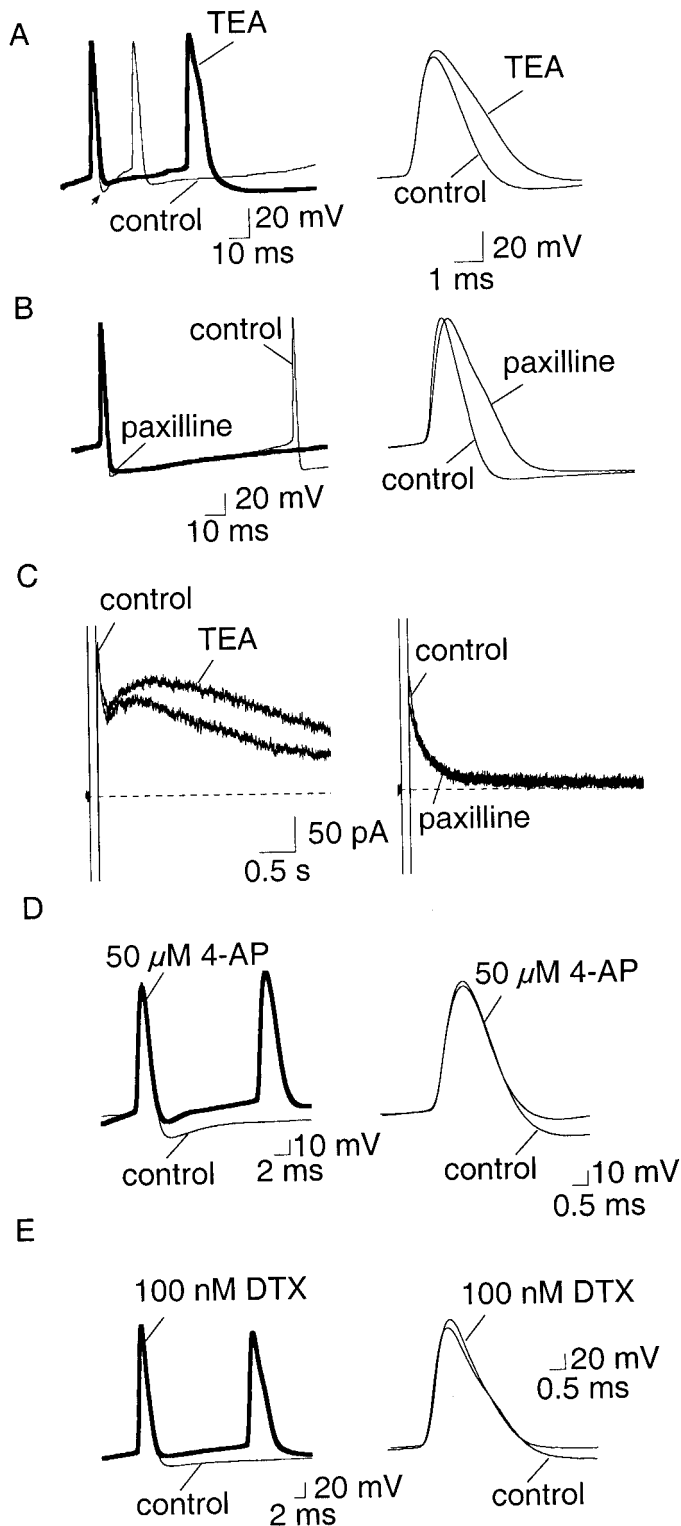 A
TEA
control
20 mV
10 ms
TEA
control
20 mV
1 ms
B
control
paxilline
20 mV
10 ms
paxilline
control
C
control
TEA
50 pA
0.5 s
control
paxilline
D
50 µM 4-AP
control
10 mV
2 ms
50 µM 4-AP
control
10 mV
0.5 ms
E
100 nM DTX
control
20 mV
2 ms
100 nM DTX
20 mV
0.5 ms
control